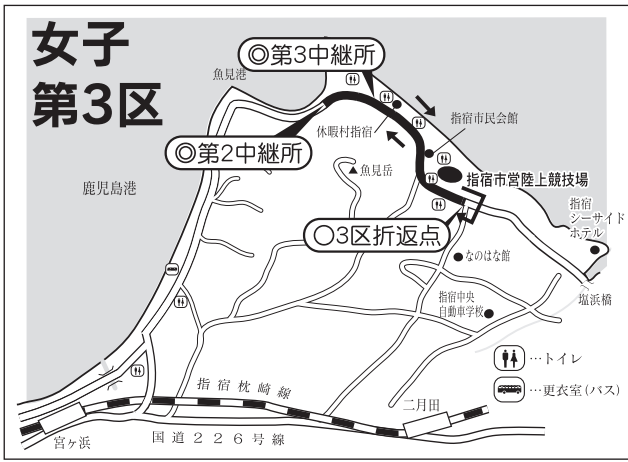 女子
第3区
◎第3中継所
魚見港
休暇村指宿
指宿市民会館
◎第2中継所
魚見岳
指宿市営陸上競技場
鹿児島港
指宿
シーサイド
ホテル
○3区折返点
なのはな館
塩浜橋
指宿中央
自動車学校
…トイレ
指宿枕崎線
…更衣室(バス)
二月田
宮ヶ浜
国道226号線